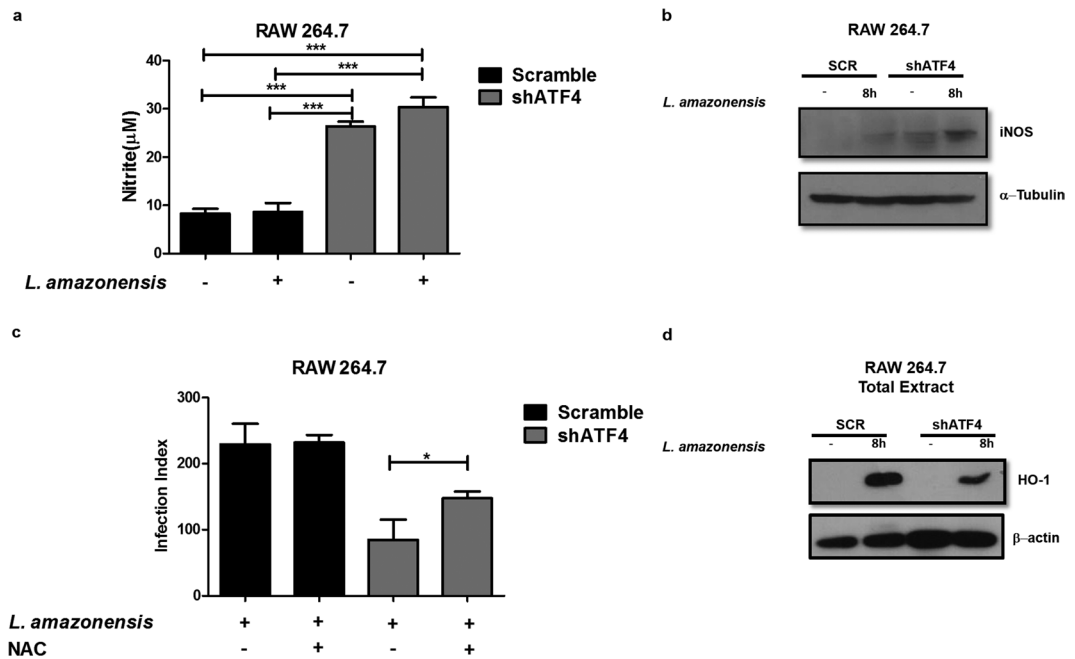 a
RAW 264.7
***
***
***
***
Scramble
shATF4
Nitrite(μM)
40
30
20
10
0
L. amazonensis - + - +
b
RAW 264.7
SCR shATF4
L. amazonensis - 8h - 8h
iNOS
α-Tubulin
c
RAW 264.7
Scramble
shATF4
*
Infection Index
300
200
100
0
L. amazonensis + + + +
NAC - + - +
d
RAW 264.7
Total Extract
SCR shATF4
L. amazonensis - 8h - 8h
HO-1
β-actin